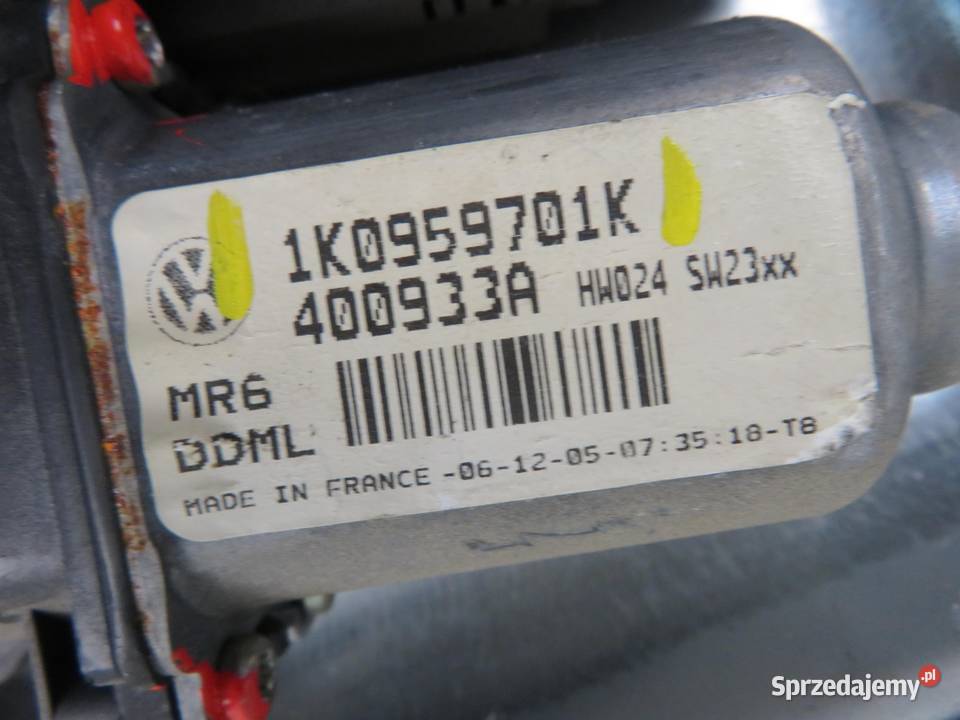 1K0959701K
400933A HW024 SW23xx
MR6
DDML
MADE IN FRANCE -06-12-05-07:35:18-T8
Sprzedajemy.pl